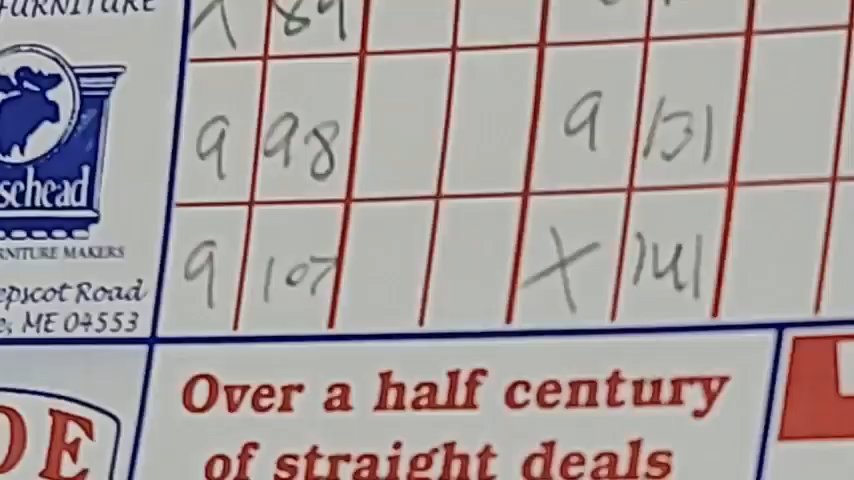 FURNITURE
X 89
9 98 9 131
sehead
RNITURE MAKERS
9 107 X 141
epscot Road
e, ME 04553
Over a half century
of straight deals
DE